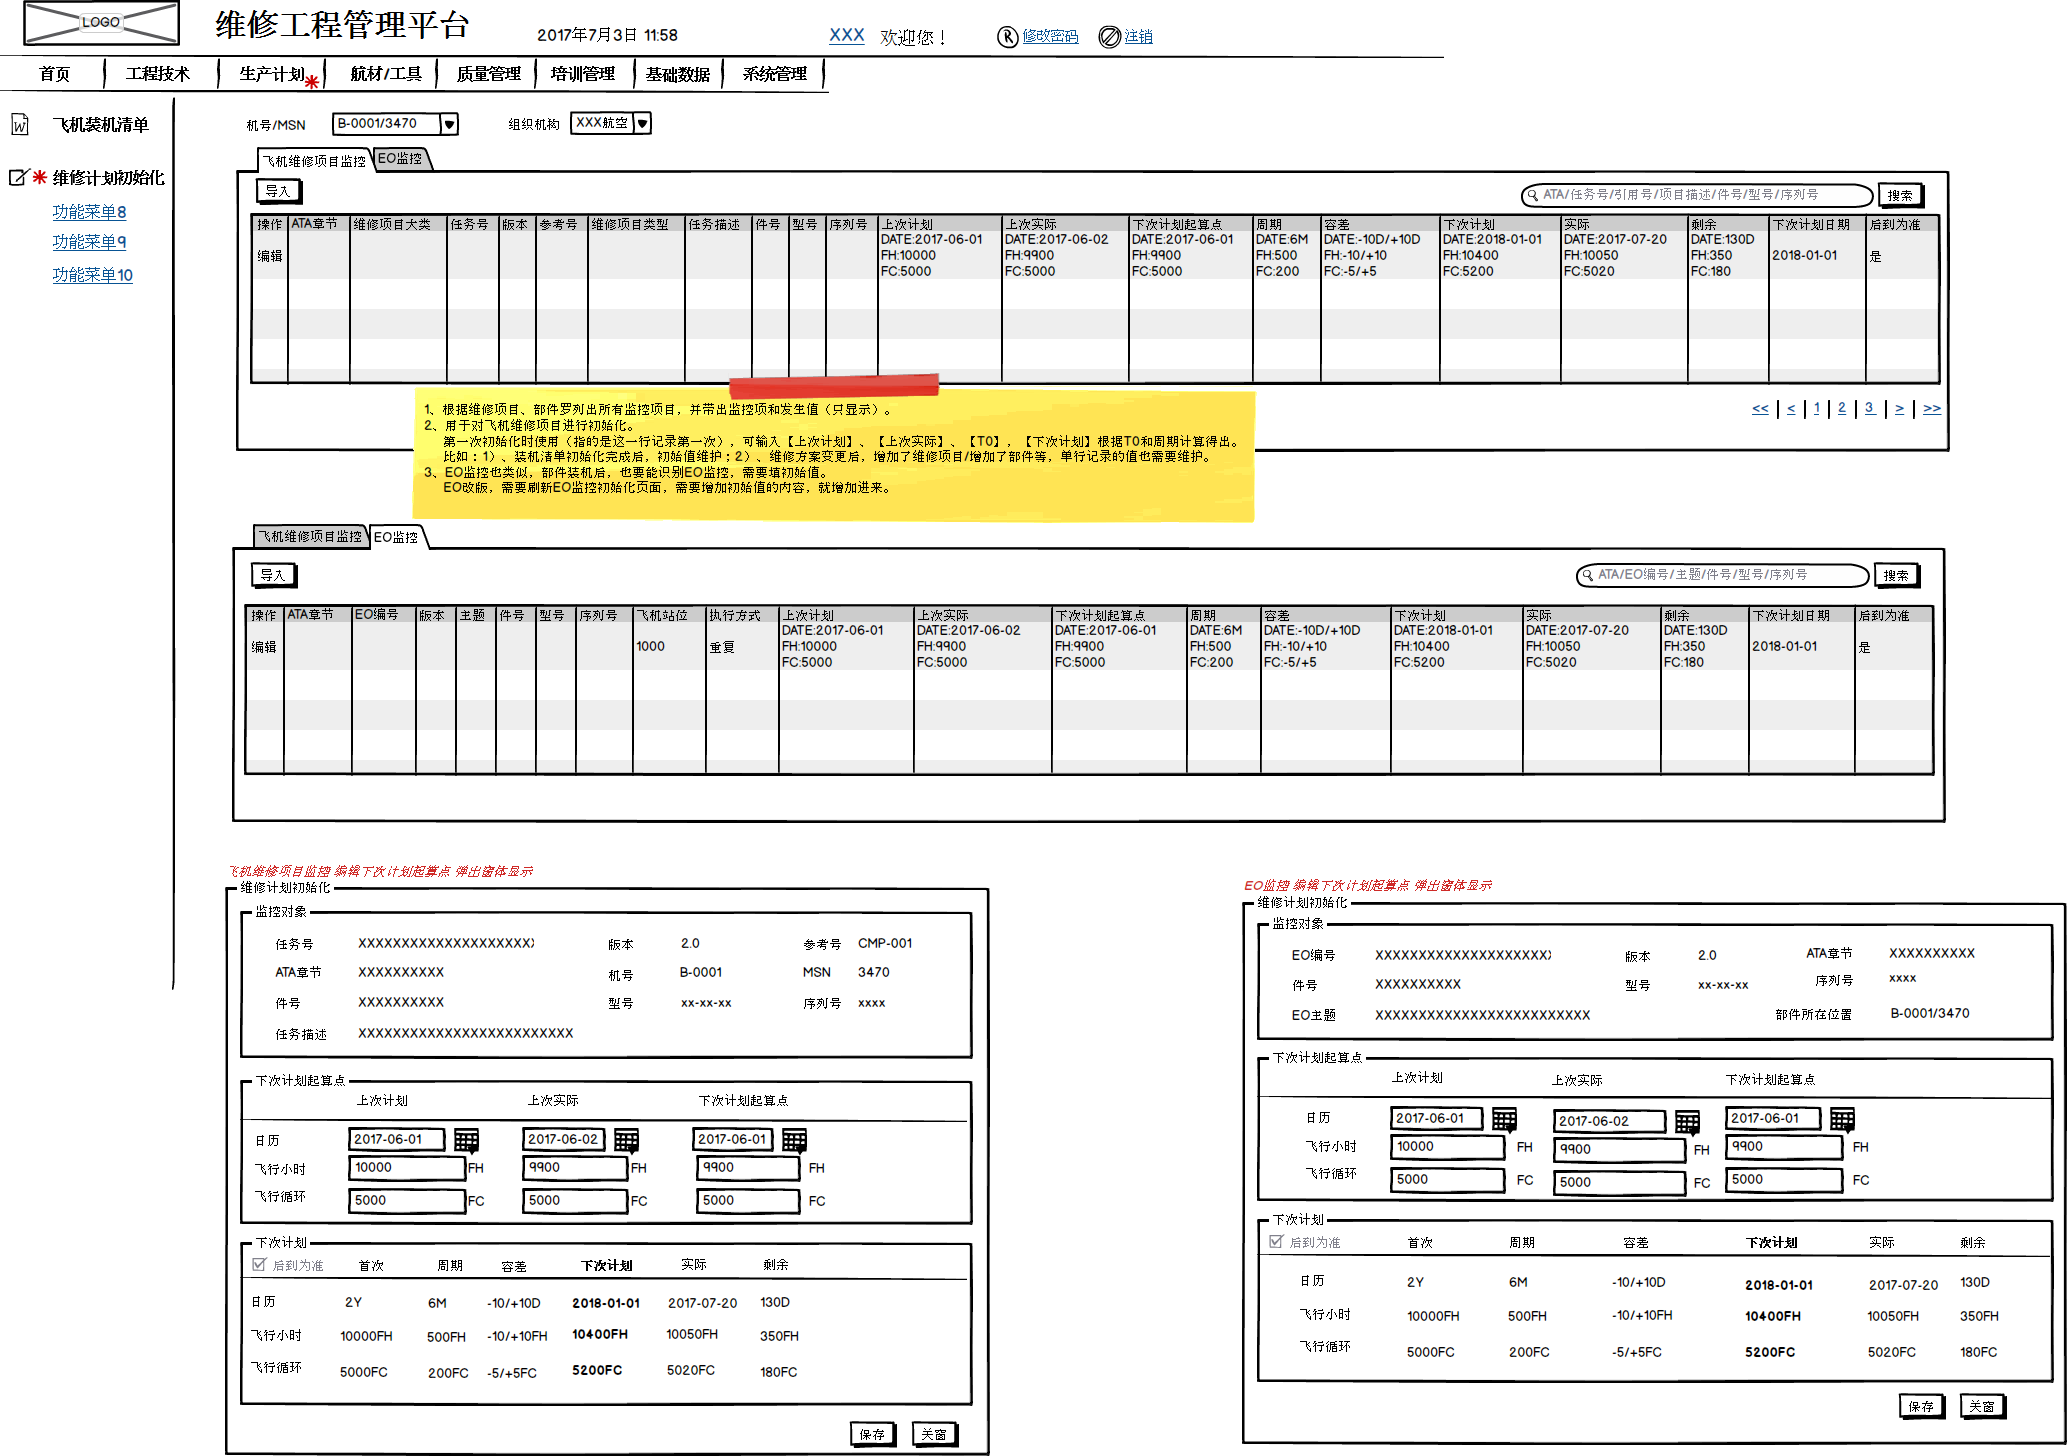 LOGO
维修工程管理平台
2017年7月3日 11:58
XXX 欢迎您！
修改密码
注销
首页 工程技术 生产计划 航材/工具 质量管理 培训管理 基础数据 系统管理
飞机装机清单
维修计划初始化
功能菜单8
功能菜单9
功能菜单10
机号/MSN B-0001/3470 组织机构 XXX航空
飞机维修项目监控 EO监控
导入 ATA/任务号/引用号/项目描述/件号/型号/序列号 搜索
操作 ATA章节 维修项目大类 任务号 版本 参考号 维修项目类型 任务描述 件号 型号 序列号 上次计划 上次实际 下次计划起算点 周期 容差 下次计划 实际 剩余 下次计划日期 后到为准
DATE:2017-06-01 DATE:2017-06-02 DATE:2017-06-01 DATE:6M DATE:-10D/+10D DATE:2018-01-01 DATE:2017-07-20 DATE:130D
编辑 FH:10000 FH:9900 FH:9900 FH:500 FH:-10/+10 FH:10400 FH:10050 FH:350 2018-01-01 是
FC:5000 FC:5000 FC:5000 FC:200 FC:-5/+5 FC:5200 FC:5020 FC:180
<< | < | 1 | 2 | 3 | > | >>
1、根据维修项目、部件罗列出所有监控项目，并带出监控项和发生值（只显示）。
2、用于对飞机维修项目进行初始化。
第一次初始化时使用（指的是这一行记录第一次），可输入【上次计划】、【上次实际】、【T0】，【下次计划】根据T0和周期计算得出。
比如：1）、装机清单初始化完成后，初始值维护：2）、维修方案变更后，增加了维修项目/增加了部件等，单行记录的值也需要维护。
3、EO监控也类似，部件装机后，也要能识别EO监控，需要填初始值。
EO改版，需要刷新EO监控初始化页面，需要增加初始值的内容，就增加进来。
飞机维修项目监控 EO监控
导入 ATA/EO编号/主题/件号/型号/序列号 搜索
操作 ATA章节 EO编号 版本 主题 件号 型号 序列号 飞机站位 执行方式 上次计划 上次实际 下次计划起算点 周期 容差 下次计划 实际 剩余 下次计划日期 后到为准
DATE:2017-06-01 DATE:2017-06-02 DATE:2017-06-01 DATE:6M DATE:-10D/+10D DATE:2018-01-01 DATE:2017-07-20 DATE:130D
编辑 1000 重复 FH:10000 FH:9900 FH:9900 FH:500 FH:-10/+10 FH:10400 FH:10050 FH:350 2018-01-01 是
FC:5000 FC:5000 FC:5000 FC:200 FC:-5/+5 FC:5200 FC:5020 FC:180
飞机维修项目监控 编辑下次计划起算点 弹出窗体显示
维修计划初始化
监控对象
任务号 XXXXXXXXXXXXXXXXXXXXX 版本 2.0 参考号 CMP-001
ATA章节 XXXXXXXXXX 机号 B-0001 MSN 3470
件号 XXXXXXXXXX 型号 xx-xx-xx 序列号 xxxx
任务描述 XXXXXXXXXXXXXXXXXXXXXXXXX
下次计划起算点
上次计划 上次实际 下次计划起算点
日历 2017-06-01 2017-06-02 2017-06-01
飞行小时 10000 FH 9900 FH 9900 FH
飞行循环 5000 FC 5000 FC 5000 FC
下次计划
后到为准 首次 周期 容差 下次计划 实际 剩余
日历 2Y 6M -10/+10D 2018-01-01 2017-07-20 130D
飞行小时 10000FH 500FH -10/+10FH 10400FH 10050FH 350FH
飞行循环 5000FC 200FC -5/+5FC 5200FC 5020FC 180FC
保存 关窗
EO监控 编辑下次计划起算点 弹出窗体显示
维修计划初始化
监控对象
EO编号 XXXXXXXXXXXXXXXXXXXXX 版本 2.0 ATA章节 XXXXXXXXXX
件号 XXXXXXXXXX 型号 xx-xx-xx 序列号 xxxx
EO主题 XXXXXXXXXXXXXXXXXXXXXXXXX 部件所在位置 B-0001/3470
下次计划起算点
上次计划 上次实际 下次计划起算点
日历 2017-06-01 2017-06-02 2017-06-01
飞行小时 10000 FH 9900 FH 9900 FH
飞行循环 5000 FC 5000 FC 5000 FC
下次计划
后到为准 首次 周期 容差 下次计划 实际 剩余
日历 2Y 6M -10/+10D 2018-01-01 2017-07-20 130D
飞行小时 10000FH 500FH -10/+10FH 10400FH 10050FH 350FH
飞行循环 5000FC 200FC -5/+5FC 5200FC 5020FC 180FC
保存 关窗